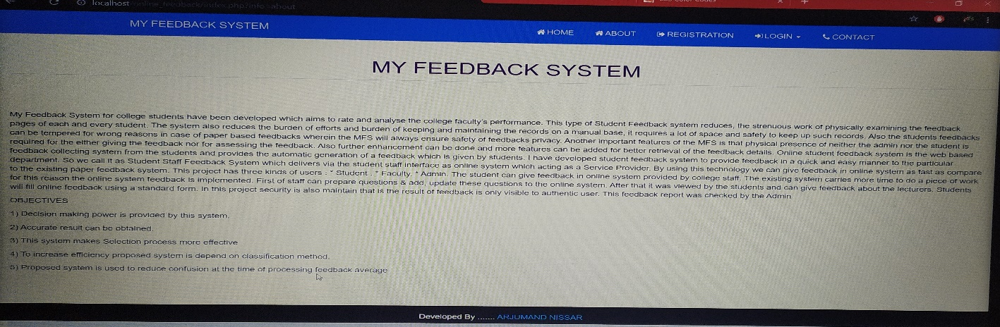 localhost/online_feedback/index.php?info=about
MY FEEDBACK SYSTEM
HOME ABOUT REGISTRATION LOGIN CONTACT
MY FEEDBACK SYSTEM
My Feedback System for college students have been developed which aims to rate and analyse the college faculty's performance. This type of Student Feedback system reduces, the strenuous work of physically examining the feedback
pages of each and every student. The system also reduces the burden of efforts and burden of keeping and maintaining the records on a manual base, it requires a lot of space and safety to keep up such records. Also the students feedbacks
can be tempered for wrong reasons in case of paper based feedbacks wherein the MFS will always ensure safety of feedbacks privacy. Another important features of the MFS is that physical presence of neither the admin nor the student is
required for the either giving the feedback nor for assessing the feedback. Also further enhancement can be done and more features can be added for better retrieval of the feedback details. Online student feedback system is the web based
feedback collecting system from the students and provides the automatic generation of a feedback which is given by students. I have developed student feedback system to provide feedback in a quick and easy manner to the particular
department. So we call it as Student Staff Feedback System which delivers via the student staff interface as online system which acting as a Service Provider. By using this technology we can give feedback in online system as fast as compare
to the existing paper feedback system. This project has three kinds of users : * Student . * Faculty. * Admin. The student can give feedback in online system provided by college staff. The existing system carries more time to do a piece of work
for this reason the online system feedback is implemented. First of staff can prepare questions & add, update these questions to the online system. After that it was viewed by the students and can give feedback about the lecturers. Students
will fill online feedback using a standard form. In this project security is also maintain that is the result of feedback is only visible to authentic user. This feedback report was checked by the Admin
OBJECTIVES
1) Decision making power is provided by this system.
2) Accurate result can be obtained.
3) This system makes Selection process more effective
4) To increase efficiency proposed system is depend on classification method.
5) Proposed system is used to reduce confusion at the time of processing feedback average
Developed By ....... ARJUMAND NISSAR